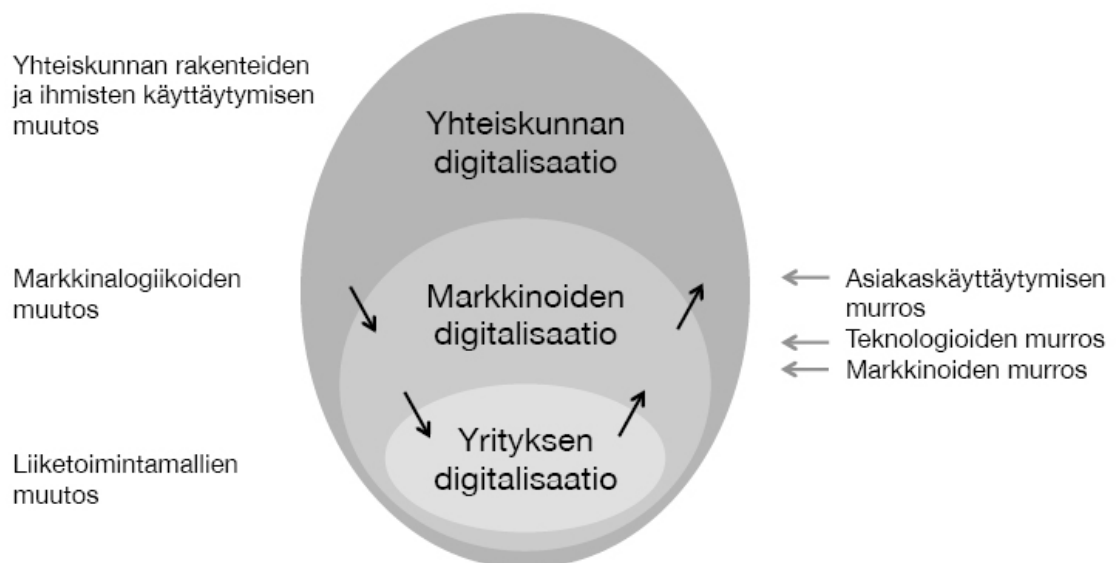 Yhteiskunnan rakenteiden
ja ihmisten käyttäytymisen
muutos
Yhteiskunnan
digitalisaatio
Markkinalogiikoiden
muutos
Markkinoiden
digitalisaatio
Asiakaskäyttäytymisen
murros
Teknologioiden murros
Markkinoiden murros
Liiketoimintamallien
muutos
Yrityksen
digitalisaatio